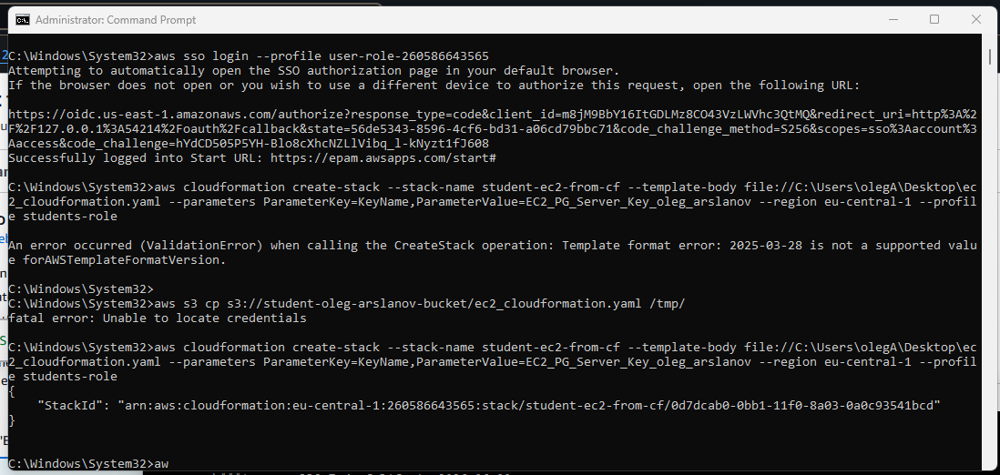 Administrator: Command Prompt
C:\Windows\System32>aws sso login --profile user-role-260586643565
Attempting to automatically open the SSO authorization page in your default browser.
If the browser does not open or you wish to use a different device to authorize this request, open the following URL:
https://oidc.us-east-1.amazonaws.com/authorize?response_type=code&client_id=m8jM9BbY16ItGDLMz8CO43VzLWVhc3QtMQ&redirect_uri=http%3A%2
F%2F127.0.0.1%3A54214%2Foauth%2Fcallback&state=56de5343-8596-4cf6-bd31-a06cd79bbc71&code_challenge_method=S256&scopes=sso%3Aaccount%3
Aaccess&code_challenge=hYdCD505P5YH-Blo8cXhcNZLlVibq_l-kNyzt1fJ608
Successfully logged into Start URL: https://epam.awsapps.com/start#
C:\Windows\System32>aws cloudformation create-stack --stack-name student-ec2-from-cf --template-body file://C:\Users\olegA\Desktop\ec
2_cloudformation.yaml --parameters ParameterKey=KeyName,ParameterValue=EC2_PG_Server_Key_oleg_arslanov --region eu-central-1 --profil
e students-role
An error occurred (ValidationError) when calling the CreateStack operation: Template format error: 2025-03-28 is not a supported valu
e forAWSTemplateFormatVersion.
C:\Windows\System32>
C:\Windows\System32>aws s3 cp s3://student-oleg-arslanov-bucket/ec2_cloudformation.yaml /tmp/
fatal error: Unable to locate credentials
C:\Windows\System32>aws cloudformation create-stack --stack-name student-ec2-from-cf --template-body file://C:\Users\olegA\Desktop\ec
2_cloudformation.yaml --parameters ParameterKey=KeyName,ParameterValue=EC2_PG_Server_Key_oleg_arslanov --region eu-central-1 --profil
e students-role
{
"StackId": "arn:aws:cloudformation:eu-central-1:260586643565:stack/student-ec2-from-cf/0d7dcab0-0bb1-11f0-8a03-0a0c93541bcd"
}
C:\Windows\System32>aw